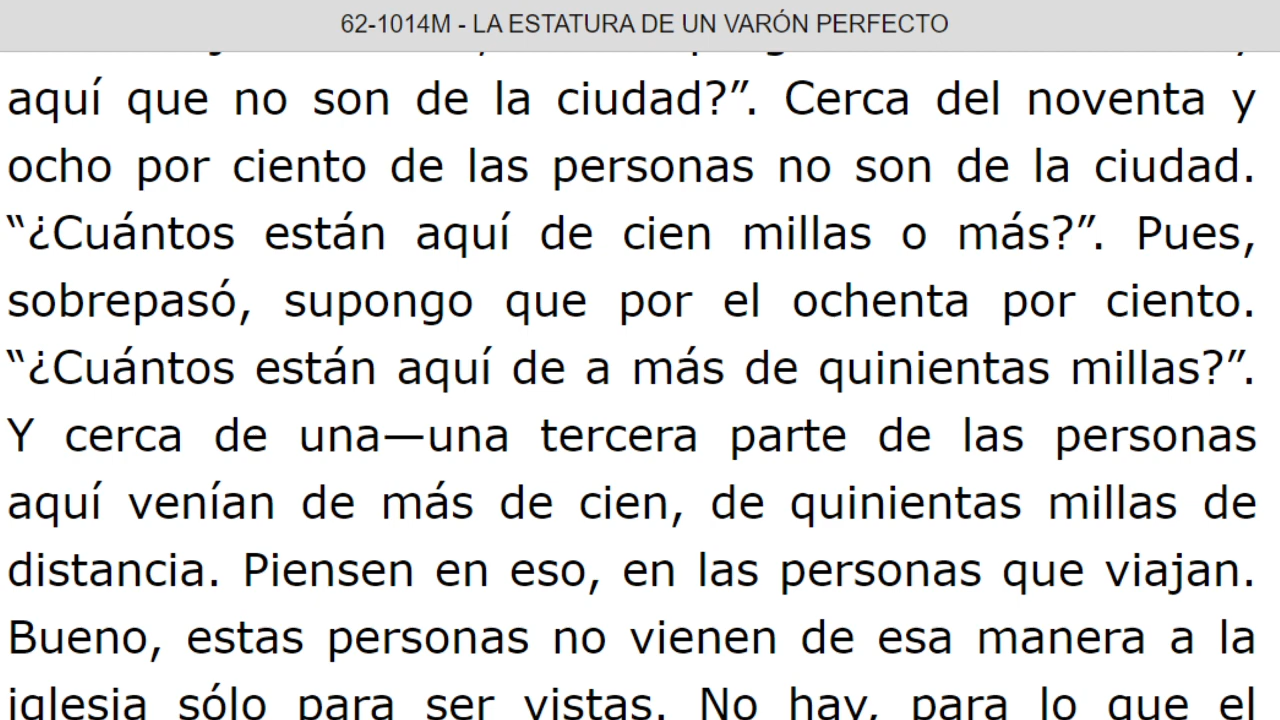 62-1014M - LA ESTATURA DE UN VARÓN PERFECTO
aquí que no son de la ciudad?”. Cerca del noventa y
ocho por ciento de las personas no son de la ciudad.
“¿Cuántos están aquí de cien millas o más?”. Pues,
sobrepasó, supongo que por el ochenta por ciento.
“¿Cuántos están aquí de a más de quinientas millas?”.
Y cerca de una—una tercera parte de las personas
aquí venían de más de cien, de quinientas millas de
distancia. Piensen en eso, en las personas que viajan.
Bueno, estas personas no vienen de esa manera a la
iglesia sólo para ser vistas. No hay, para lo que el